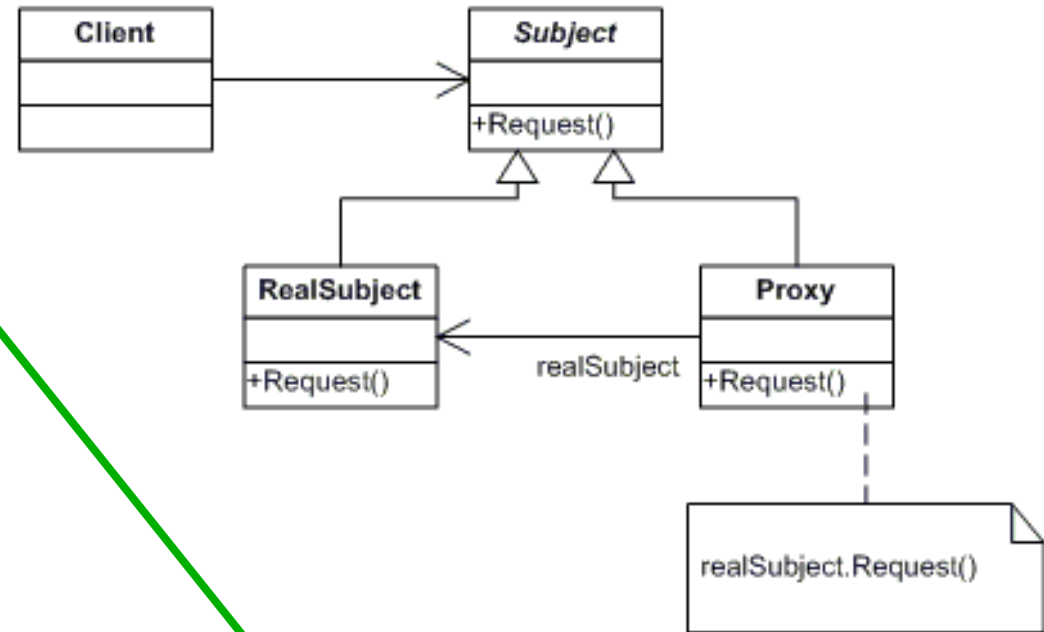 Client
Subject
+Request()
RealSubject
Proxy
realSubject
+Request()
+Request()
realSubject.Request()